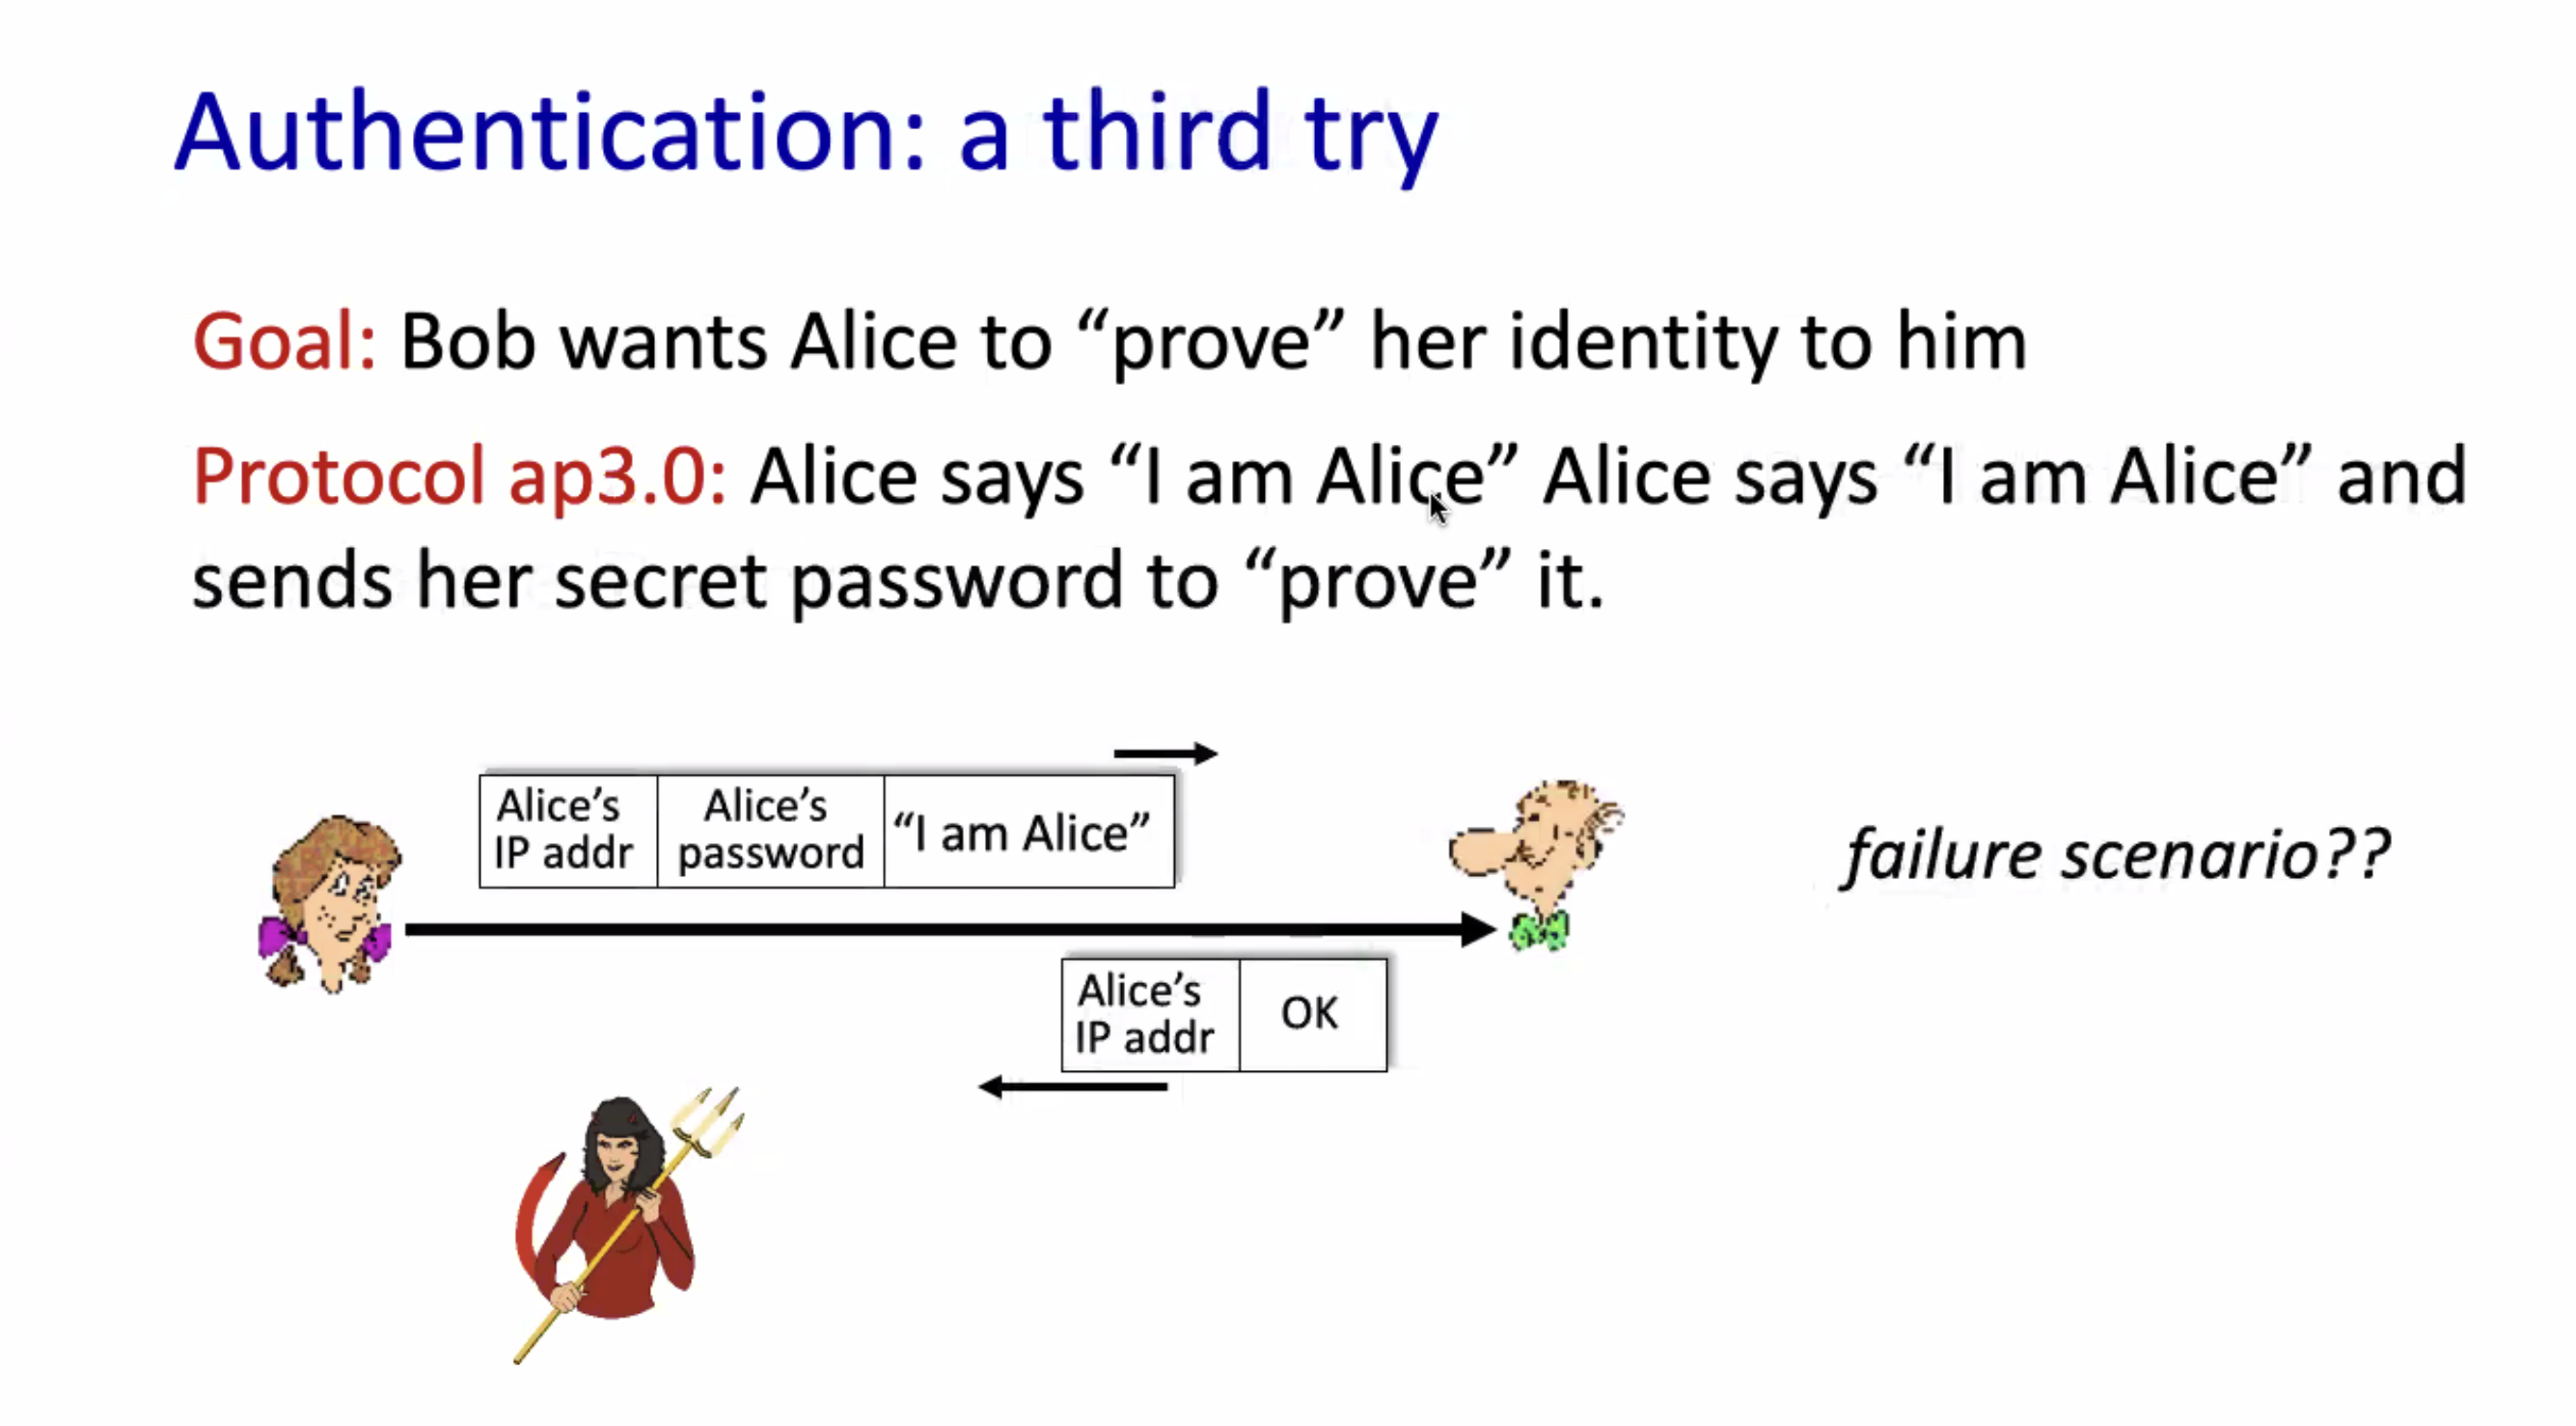 Authentication: a third try
Goal: Bob wants Alice to “prove” her identity to him
Protocol ap3.0: Alice says “I am Alice” Alice says “I am Alice” and
sends her secret password to “prove” it.
Alice’s
IP addr
Alice’s
password
“I am Alice”
failure scenario??
Alice’s
IP addr
OK